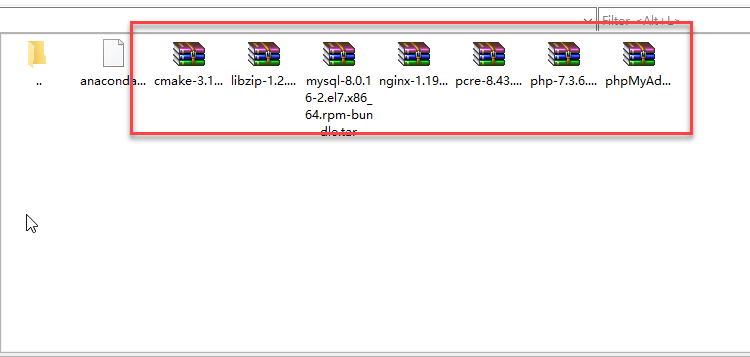 Filter <Alt+L>
..
anaconda...
cmake-3.1...
libzip-1.2....
mysql-8.0.1
6-2.el7.x86_
64.rpm-bun
dle.tar
nginx-1.19...
pcre-8.43....
php-7.3.6....
phpMyAd...